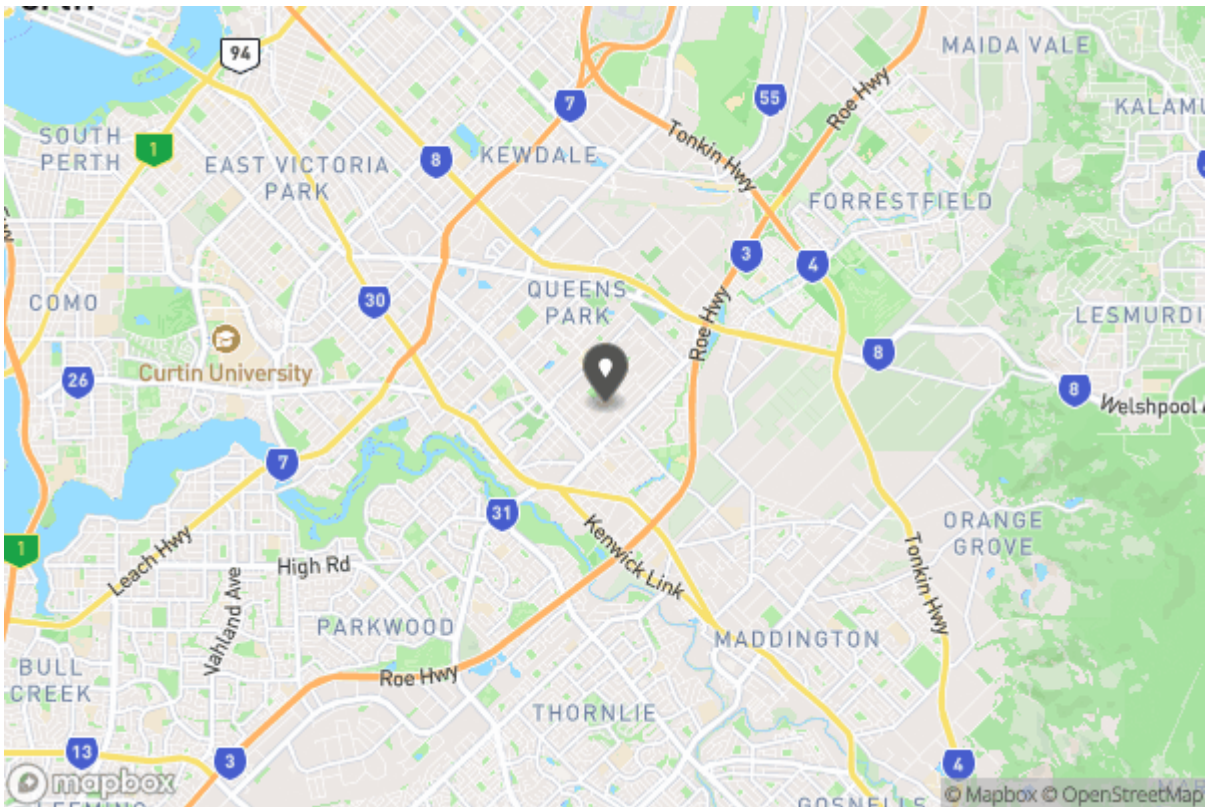 94
MAIDA VALE
55
7
Roe Hwy
SOUTH
PERTH
1
EAST VICTORIA
PARK
8
KEWDALE
Tonkin Hwy
FORRESTFIELD
3
4
COMO
30
QUEENS
PARK
Roe Hwy
8
Curtin University
26
8
Welshpool
7
31
1
Leach Hwy
High Rd
Vahland Ave
Kenwick Link
ORANGE
GROVE
Tonkin Hwy
PARKWOOD
MADDINGTON
BULL
CREEK
Roe Hwy
THORNLIE
13
3
4
mapbox
© Mapbox © OpenStreetMap